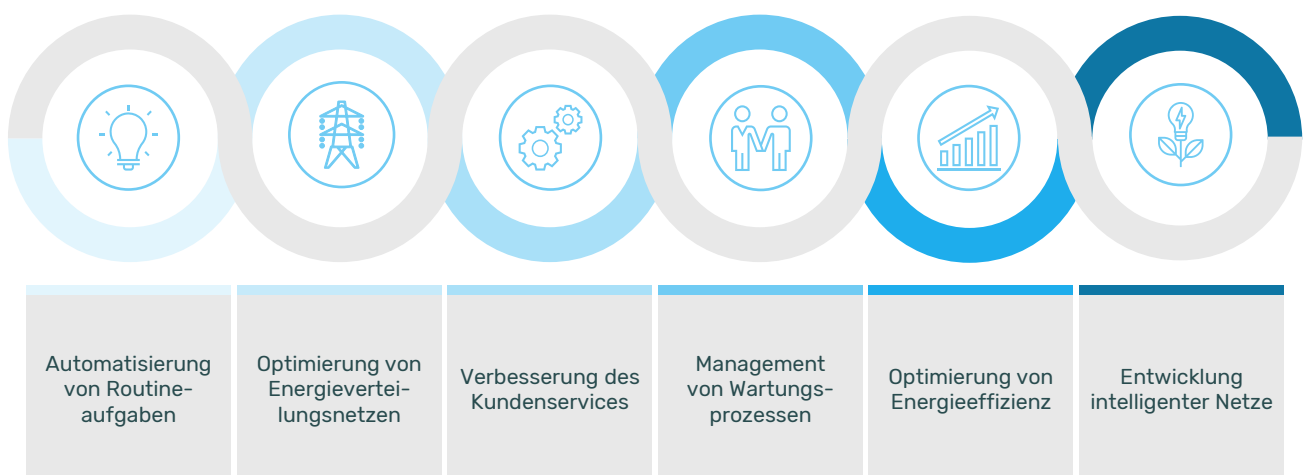 Automatisierung
von Routine-
aufgaben
Optimierung von
Energievertei-
lungsnetzen
Verbesserung des
Kundenservices
Management
von Wartungs-
prozessen
Optimierung von
Energieeffizienz
Entwicklung
intelligenter Netze